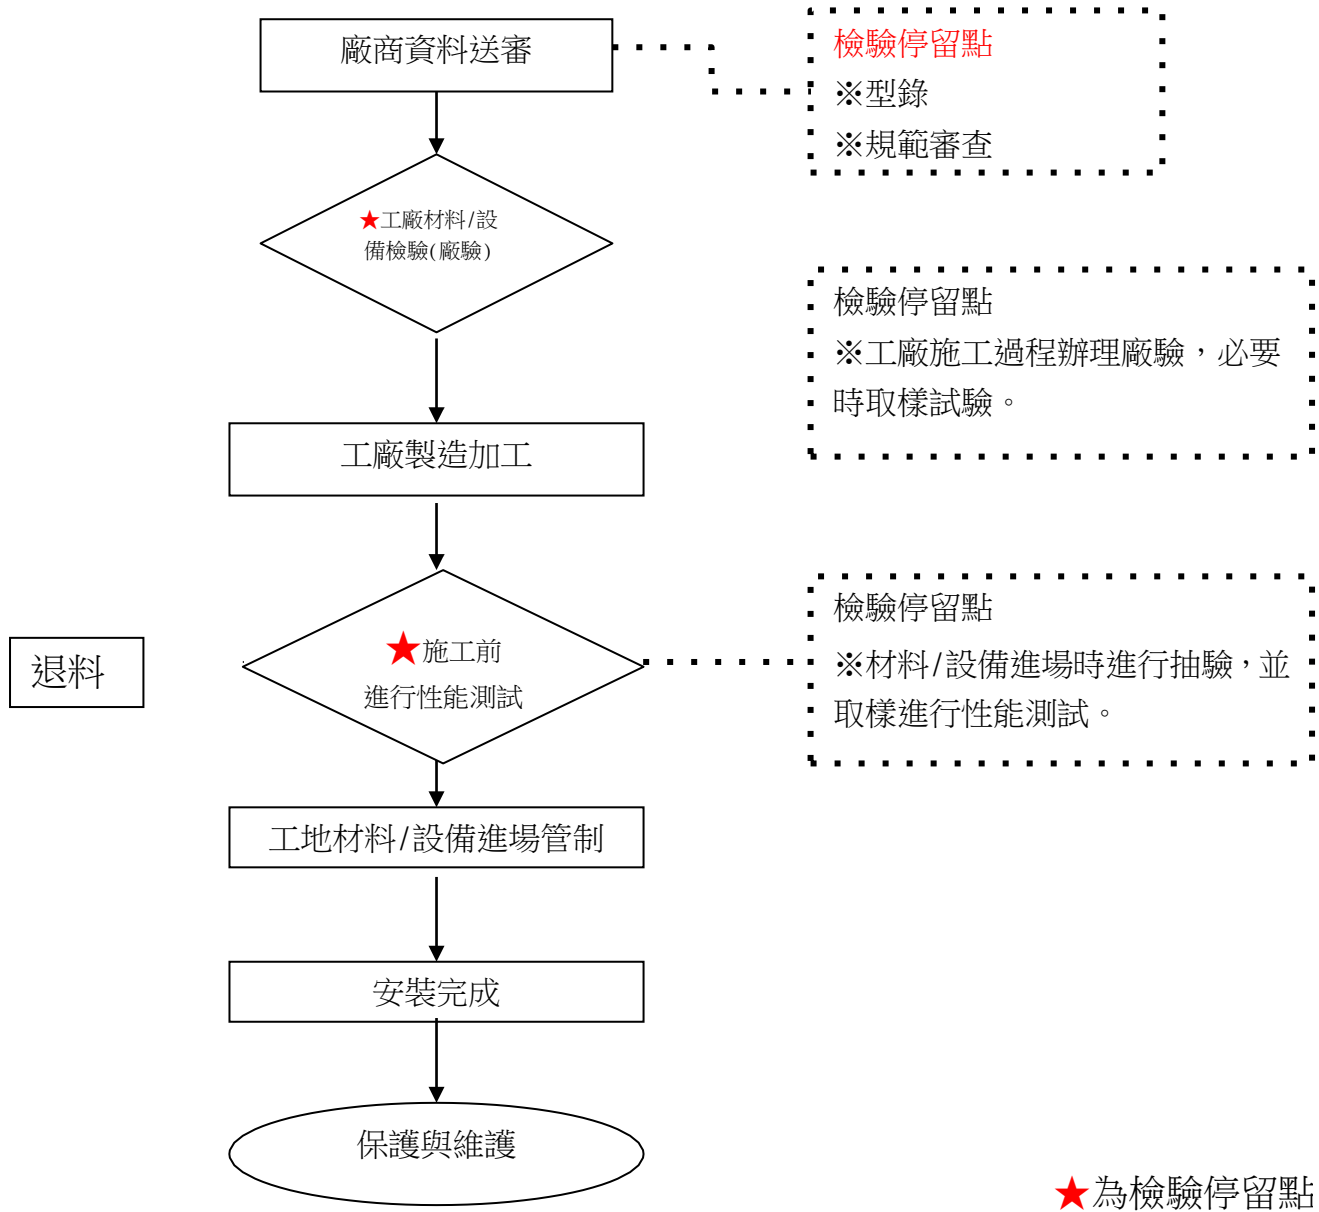 廠商資料送審
檢驗停留點
※型錄
※規範審查
★工廠材料/設
備檢驗(廠驗)
檢驗停留點
※工廠施工過程辦理廠驗，必要
時取樣試驗。
工廠製造加工
檢驗停留點
※材料/設備進場時進行抽驗，並
取樣進行性能測試。
退料
★施工前
進行性能測試
工地材料/設備進場管制
安裝完成
保護與維護
★為檢驗停留點